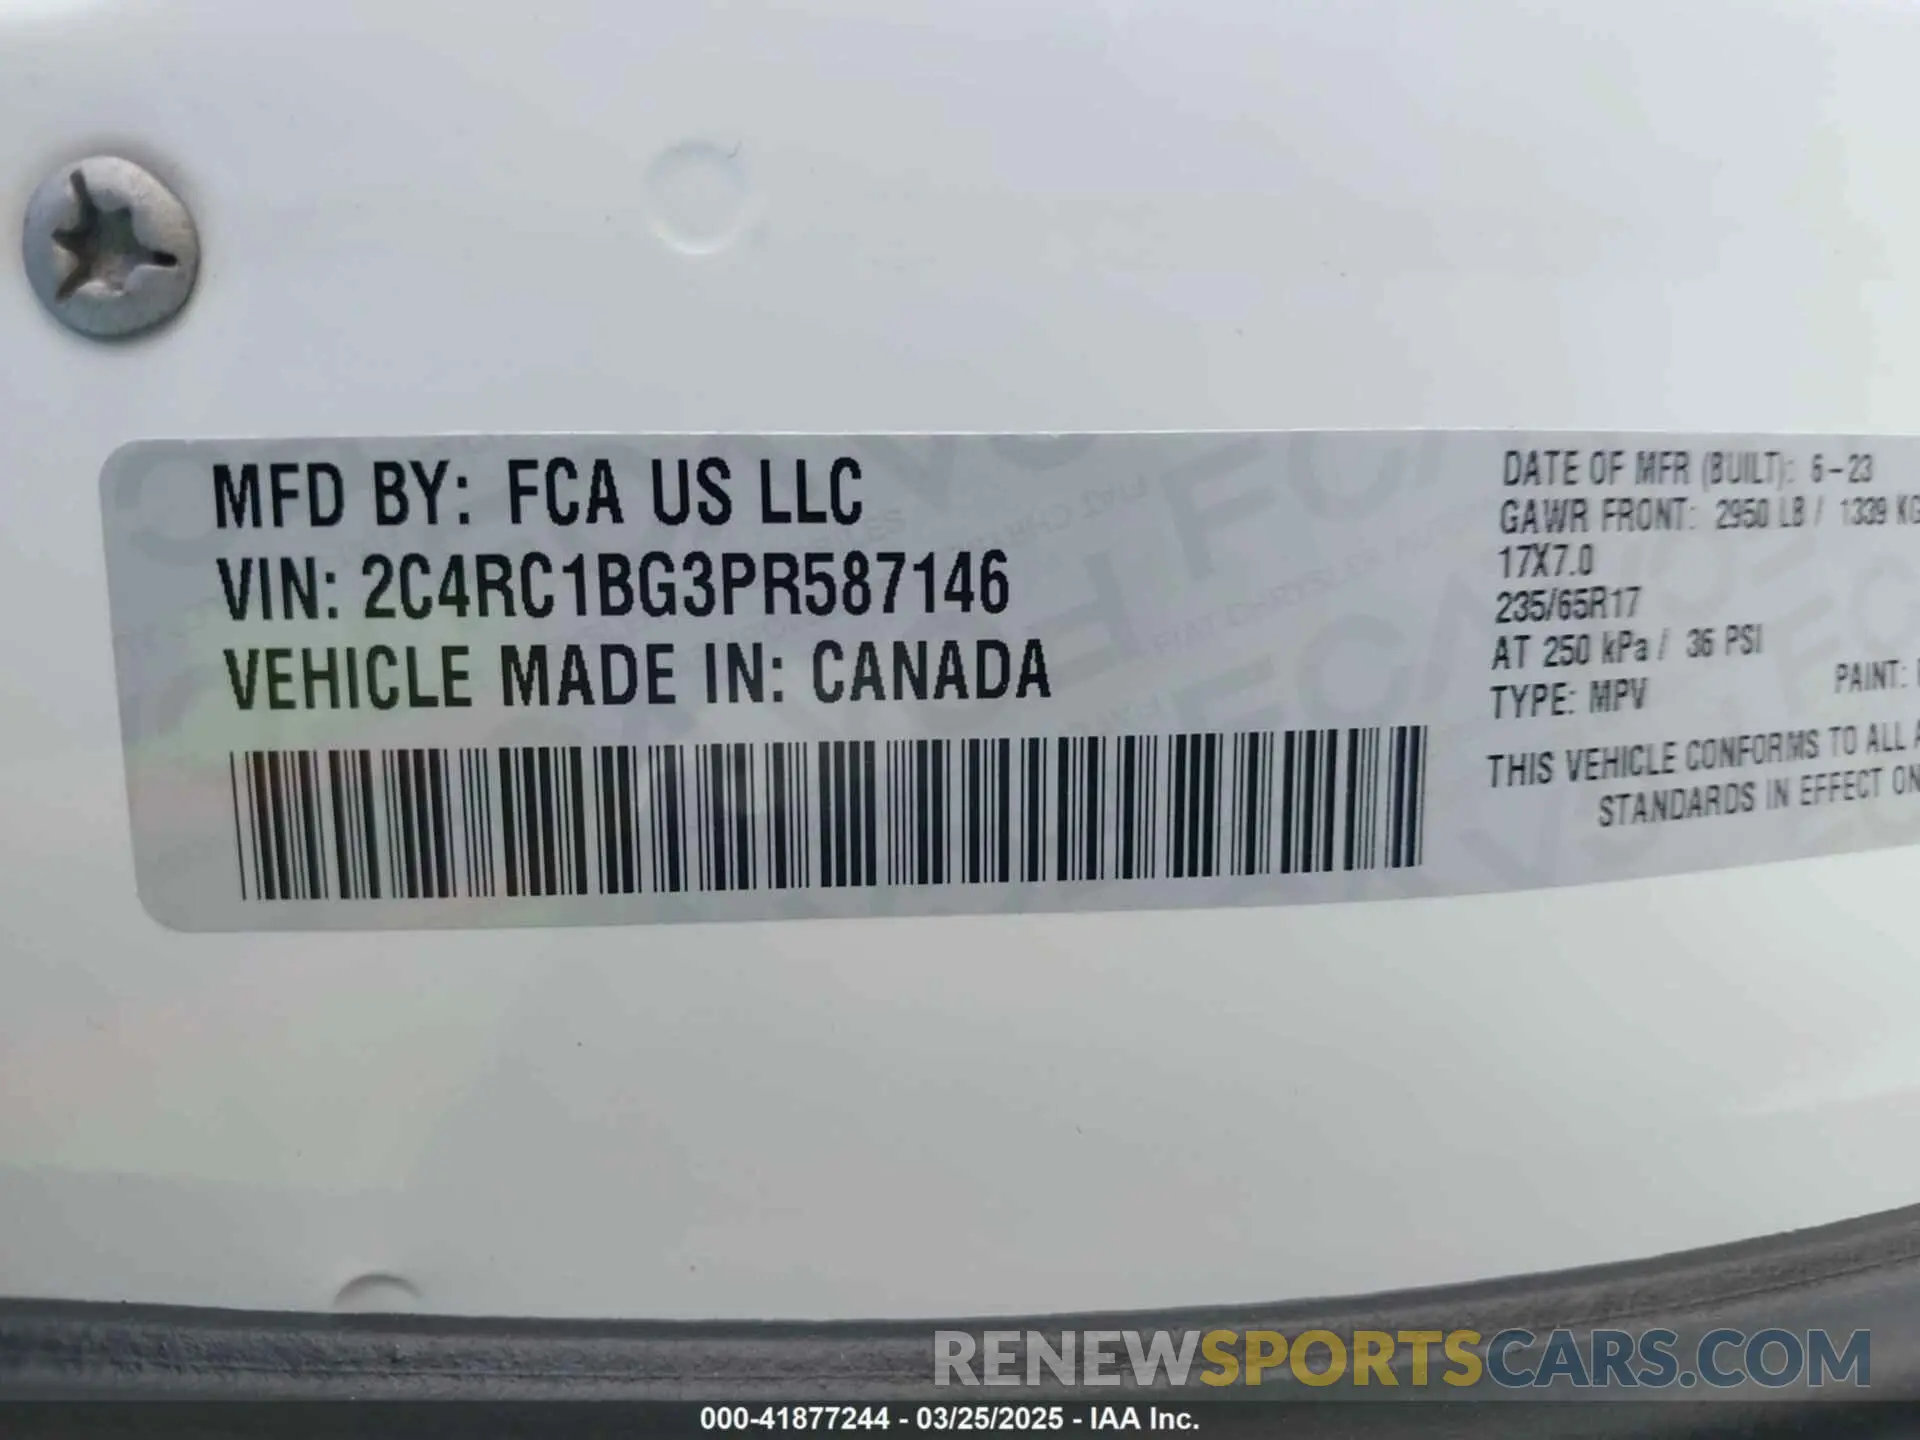 MFD BY: FCA US LLC
VIN: 2C4RC1BG3PR587146
VEHICLE MADE IN: CANADA
DATE OF MFR (BUILT): 6-23
GAWR FRONT: 2950 LB / 1339 KG
17X7.0
235/65R17
AT 250 kPa / 36 PSI
TYPE: MPV
PAINT:
THIS VEHICLE CONFORMS TO ALL
STANDARDS IN EFFECT ON
RENEWSPORTSCARS.COM
000-41877244 - 03/25/2025 - IAA Inc.